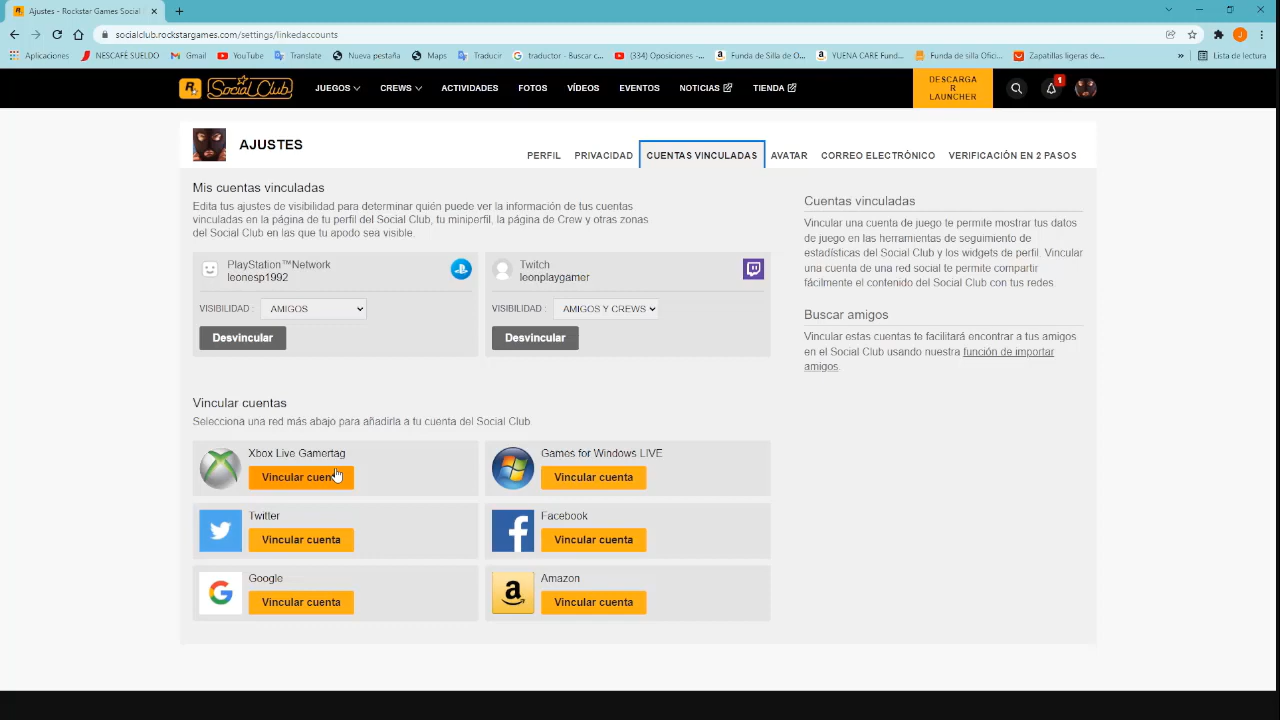 Ajustes - Rockstar Games Social
socialclub.rockstargames.com/settings/linkedaccounts
Aplicaciones
NESCAFÉ SUELDO
Gmail
YouTube
Translate
Nueva pestaña
Maps
Traducir
traductor - Buscar c...
(334) Oposiciones -...
Funda de Silla de O...
YUENA CARE Fund...
Funda de silla Ofic...
Zapatillas ligeras de...
»
Lista de lectura
J
R Social Club
JUEGOS
CREWS
ACTIVIDADES
FOTOS
VÍDEOS
EVENTOS
NOTICIAS
TIENDA
DESCARGA
R
LAUNCHER
1
AJUSTES
PERFIL
PRIVACIDAD
CUENTAS VINCULADAS
AVATAR
CORREO ELECTRÓNICO
VERIFICACIÓN EN 2 PASOS
Mis cuentas vinculadas
Edita tus ajustes de visibilidad para determinar quién puede ver la información de tus cuentas
vinculadas en la página de tu perfil del Social Club, tu miniperfil, la página de Crew y otras zonas
del Social Club en las que tu apodo sea visible.
PlayStation™Network
leonesp1992
VISIBILIDAD :
AMIGOS
Desvincular
Twitch
leonplaygamer
VISIBILIDAD :
AMIGOS Y CREWS
Desvincular
Vincular cuentas
Selecciona una red más abajo para añadirla a tu cuenta del Social Club.
Xbox Live Gamertag
Vincular cuenta
Games for Windows LIVE
Vincular cuenta
Twitter
Vincular cuenta
Facebook
Vincular cuenta
Google
Vincular cuenta
Amazon
Vincular cuenta
Cuentas vinculadas
Vincular una cuenta de juego te permite mostrar tus datos
de juego en las herramientas de seguimiento de
estadísticas del Social Club y los widgets de perfil. Vincular
una cuenta de una red social te permite compartir
fácilmente el contenido del Social Club con tus redes.
Buscar amigos
Vincular estas cuentas te facilitará encontrar a tus amigos
en el Social Club usando nuestra función de importar
amigos.